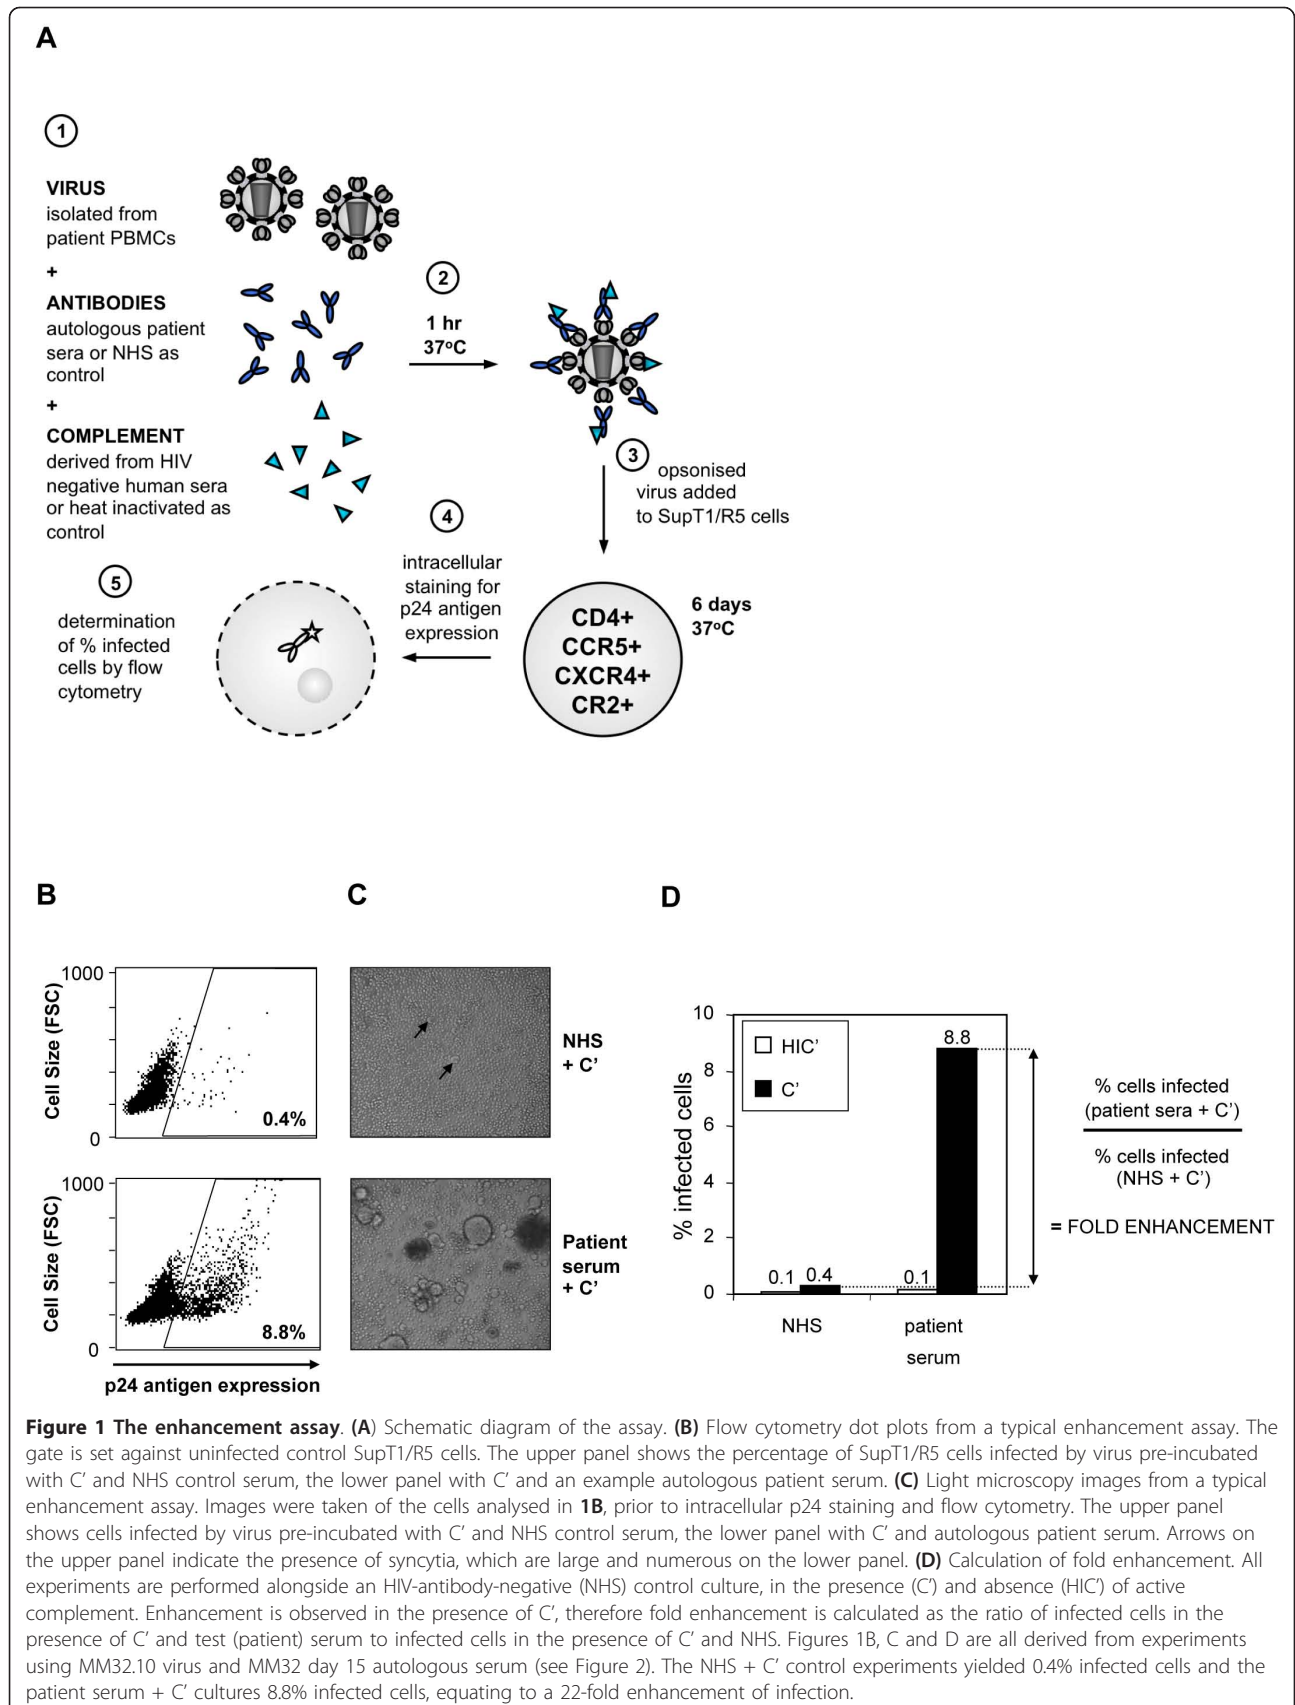 A
1
VIRUS
isolated from
patient PBMCs
+
ANTIBODIES
autologous patient
sera or NHS as
control
+
COMPLEMENT
derived from HIV
negative human sera
or heat inactivated as
control
2
1 hr
37ºC
3
opsonised
virus added
to SupT1/R5 cells
CD4+
CCR5+
CXCR4+
CR2+
6 days
37ºC
4
intracellular
staining for
p24 antigen
expression
5
determination
of % infected
cells by flow
cytometry
B
1000
Cell Size (FSC)
0.4%
0
1000
Cell Size (FSC)
8.8%
0
p24 antigen expression
C
NHS
+ C’
Patient
serum
+ C’
D
% infected cells
10
8
6
4
2
0
HIC’
C’
0.1
0.4
0.1
8.8
NHS
patient
serum
% cells infected
(patient sera + C’)
% cells infected
(NHS + C’)
= FOLD ENHANCEMENT
Figure 1 The enhancement assay. (A) Schematic diagram of the assay. (B) Flow cytometry dot plots from a typical enhancement assay. The
gate is set against uninfected control SupT1/R5 cells. The upper panel shows the percentage of SupT1/R5 cells infected by virus pre-incubated
with C’ and NHS control serum, the lower panel with C’ and an example autologous patient serum. (C) Light microscopy images from a typical
enhancement assay. Images were taken of the cells analysed in 1B, prior to intracellular p24 staining and flow cytometry. The upper panel
shows cells infected by virus pre-incubated with C’ and NHS control serum, the lower panel with C’ and autologous patient serum. Arrows on
the upper panel indicate the presence of syncytia, which are large and numerous on the lower panel. (D) Calculation of fold enhancement. All
experiments are performed alongside an HIV-antibody-negative (NHS) control culture, in the presence (C’) and absence (HIC’) of active
complement. Enhancement is observed in the presence of C’, therefore fold enhancement is calculated as the ratio of infected cells in the
presence of C’ and test (patient) serum to infected cells in the presence of C’ and NHS. Figures 1B, C and D are all derived from experiments
using MM32.10 virus and MM32 day 15 autologous serum (see Figure 2). The NHS + C’ control experiments yielded 0.4% infected cells and the
patient serum + C’ cultures 8.8% infected cells, equating to a 22-fold enhancement of infection.